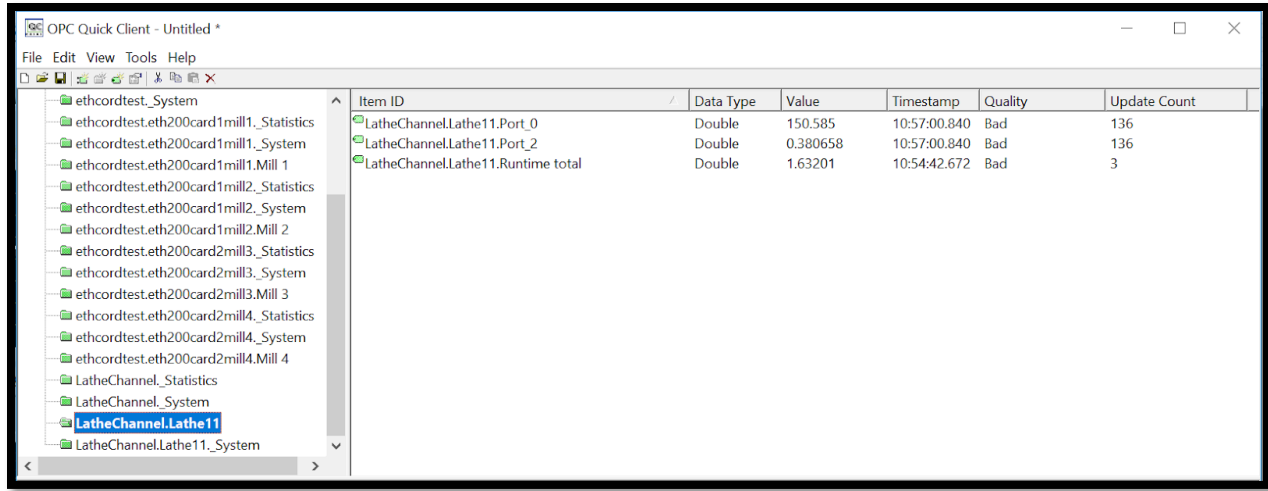 OPC Quick Client - Untitled *
File Edit View Tools Help
ethcordtest._System
ethcordtest.eth200card1mill1._Statistics
ethcordtest.eth200card1mill1._System
ethcordtest.eth200card1mill1.Mill 1
ethcordtest.eth200card1mill2._Statistics
ethcordtest.eth200card1mill2._System
ethcordtest.eth200card1mill2.Mill 2
ethcordtest.eth200card2mill3._Statistics
ethcordtest.eth200card2mill3._System
ethcordtest.eth200card2mill3.Mill 3
ethcordtest.eth200card2mill4._Statistics
ethcordtest.eth200card2mill4._System
ethcordtest.eth200card2mill4.Mill 4
LatheChannel._Statistics
LatheChannel._System
LatheChannel.Lathe11
LatheChannel.Lathe11._System
Item ID Data Type Value Timestamp Quality Update Count
LatheChannel.Lathe11.Port_0 Double 150.585 10:57:00.840 Bad 136
LatheChannel.Lathe11.Port_2 Double 0.380658 10:57:00.840 Bad 136
LatheChannel.Lathe11.Runtime total Double 1.63201 10:54:42.672 Bad 3